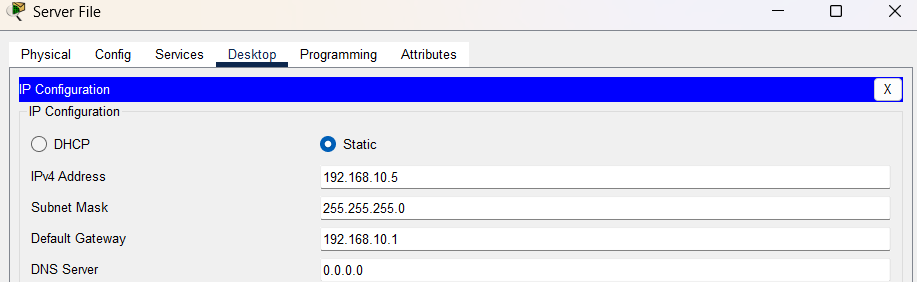 Server File
Physical Config Services Desktop Programming Attributes
IP Configuration X
IP Configuration
DHCP Static
IPv4 Address 192.168.10.5
Subnet Mask 255.255.255.0
Default Gateway 192.168.10.1
DNS Server 0.0.0.0